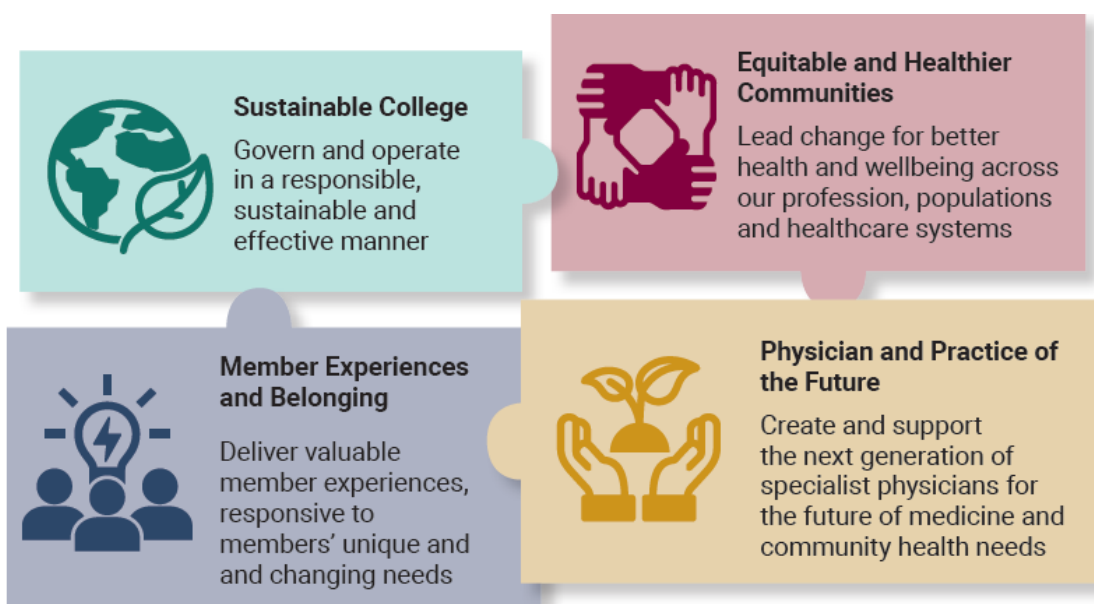 Sustainable College
Govern and operate
in a responsible,
sustainable and
effective manner
Equitable and Healthier
Communities
Lead change for better
health and wellbeing across
our profession, populations
and healthcare systems
Member Experiences
and Belonging
Deliver valuable
member experiences,
responsive to
members’ unique and
and changing needs
Physician and Practice of
the Future
Create and support
the next generation of
specialist physicians for
the future of medicine and
community health needs